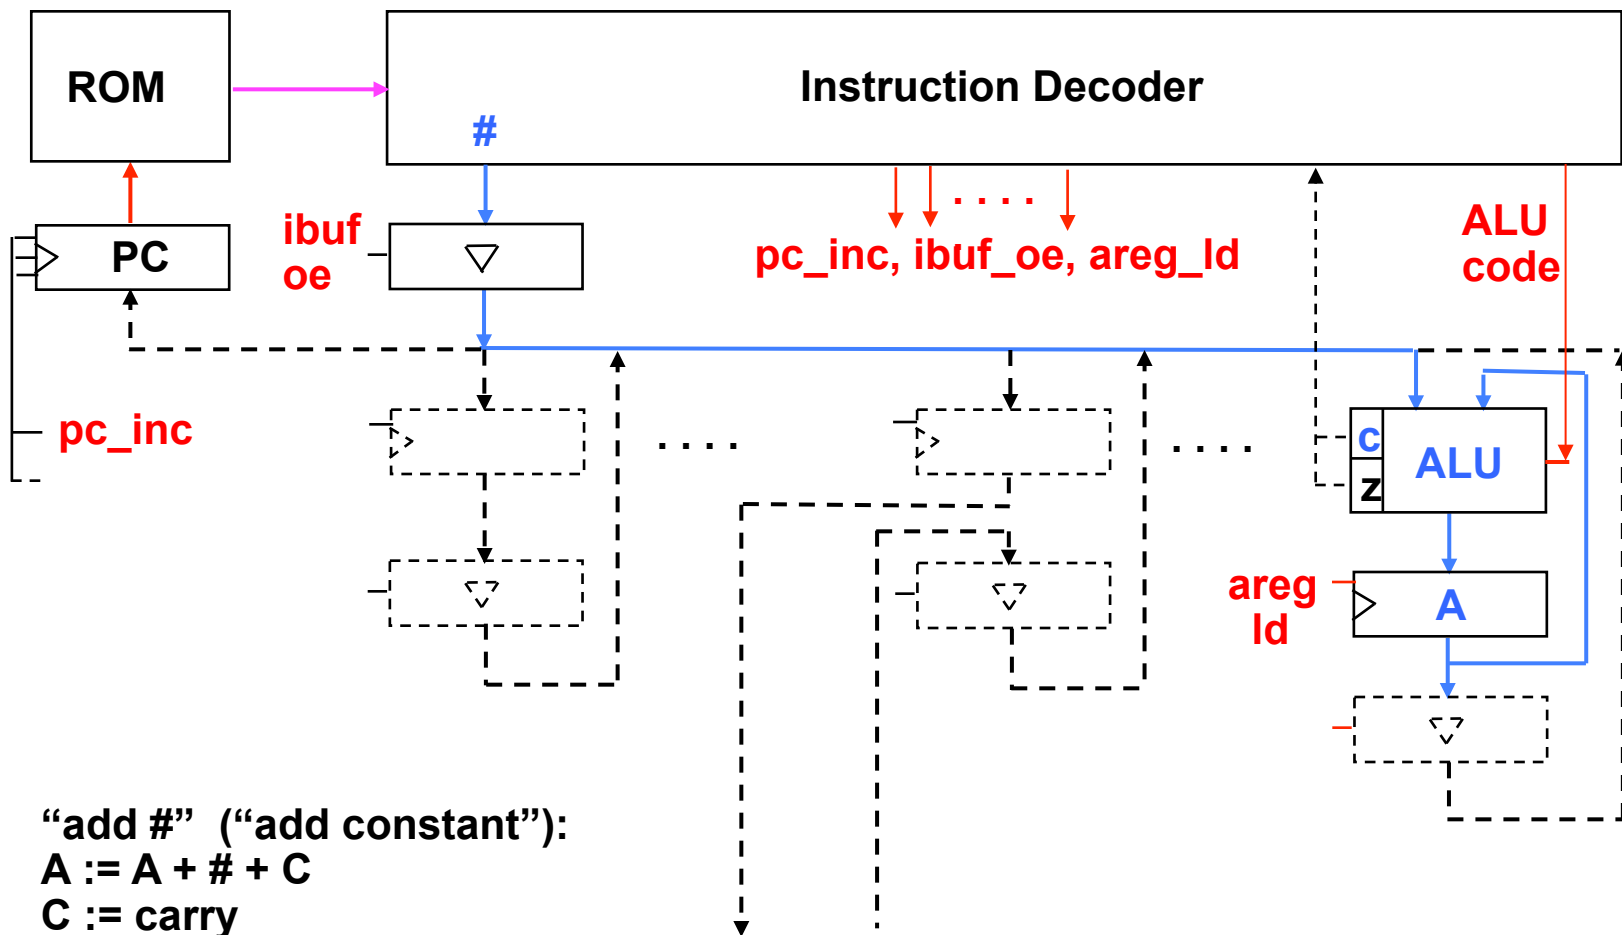 ROM
Instruction Decoder
#
ibuf
oe
PC
. . . .
pc_inc, ibuf_oe, areg_ld
ALU
code
pc_inc
. . . .
. . . .
c
z
ALU
areg
ld
A
“add #” (“add constant”):
A := A + # + C
C := carry